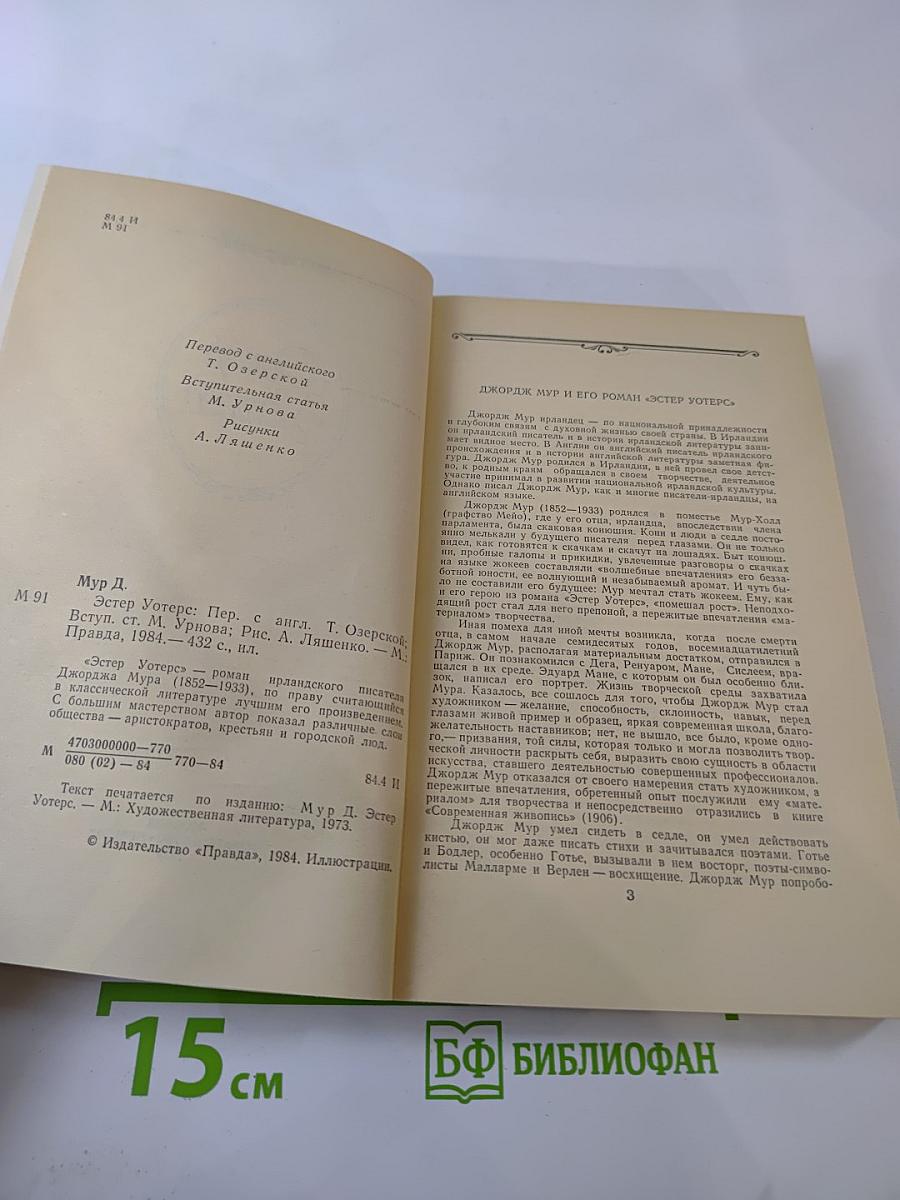 84.4 И
М 91
Перевод с английского
Т. Озерской
Вступительная статья
М. Урнова
Рисунки
А. Ляшенко
Мур Д.
М 91 Эстер Уотерс: Пер. с англ. Т. Озерской;
Вступ. ст. М. Урнова; Рис. А. Ляшенко. — М.:
Правда, 1984.— 432 с., ил.
«Эстер Уотерс» — роман ирландского писателя
Джорджа Мура (1852—1933), по праву считающийся
в классической литературе лучшим его произведением.
С большим мастерством автор показал различные слои
общества — аристократов, крестьян и городской люд.
М 4703000000—770
080 (02) — 84 770—84
84.4 И
Текст печатается по изданию: Мур Д. Эстер
Уотерс. — М.: Художественная литература, 1973.
© Издательство «Правда», 1984. Иллюстрации.
ДЖОРДЖ МУР И ЕГО РОМАН «ЭСТЕР УОТЕРС»
Джордж Мур ирландец — по национальной принадлежности
и глубоким связям с духовной жизнью своей страны. В Ирландии
он ирландский писатель и в истории ирландской литературы зани-
мает видное место. В Англии он английский писатель ирландского
происхождения и в истории английской литературы заметная фи-
гура. Джордж Мур родился в Ирландии, в ней провел свое детст-
во, к родным краям обращался в своем творчестве, деятельное
участие принимал в развитии национальной ирландской культуры.
Однако писал Джордж Мур, как и многие писатели-ирландцы, на
английском языке.
Джордж Мур (1852—1933) родился в поместье Мур-Холл
(графство Мейо), где у его отца, ирландца, впоследствии члена
парламента, была скаковая конюшня. Кони и люди в седле посто-
янно мелькали у будущего писателя перед глазами. Он не только
видел, как готовятся к скачкам и скачут на лошадях. Быт конюш-
ни, пробные галопы и прикидки, увлеченные разговоры о скачках
на языке жокеев составляли «волшебные впечатления» его безза-
ботной юности, ее волнующий и незабываемый аромат. И чуть бы-
ло не составили его будущее: Мур мечтал стать жокеем. Ему, как
и его герою из романа «Эстер Уотерс», «помешал рост». Неподхо-
дящий рост стал для него препоной, а пережитые впечатления «ма-
териалом» творчества.
Иная помеха для иной мечты возникла, когда после смерти
отца, в самом начале семидесятых годов, восемнадцатилетний
Джордж Мур, располагая материальным достатком, отправился в
Париж. Он познакомился с Дега, Ренуаром, Мане, Сислеем, вра-
щался в их среде. Эдуард Мане, с которым он был особенно бли-
зок, написал его портрет. Жизнь творческой среды захватила
Мура. Казалось, все сошлось для того, чтобы Джордж Мур стал
художником — желание, способность, склонность, навык, перед
глазами живой пример и образец, яркая современная школа, благо-
желательность наставников; нет, не вышло, все было, кроме одно-
го,— призвания, той силы, которая только и могла позволить твор-
ческой личности раскрыть себя, выразить свою сущность в области
искусства, ставшего деятельностью совершенных профессионалов.
Джордж Мур отказался от своего намерения стать художником, а
пережитые впечатления, обретенный опыт послужили ему «мате-
риалом» для творчества и непосредственно отразились в книге
«Современная живопись» (1906).
Джордж Мур умел сидеть в седле, он умел действовать
кистью, он мог даже писать стихи и зачитывался поэтами. Готье
и Бодлер, особенно Готье, вызывали в нем восторг, поэты-симво-
листы Малларме и Верлен — восхищение. Джордж Мур попробо-
3
15 см
БФ БИБЛИОФАН